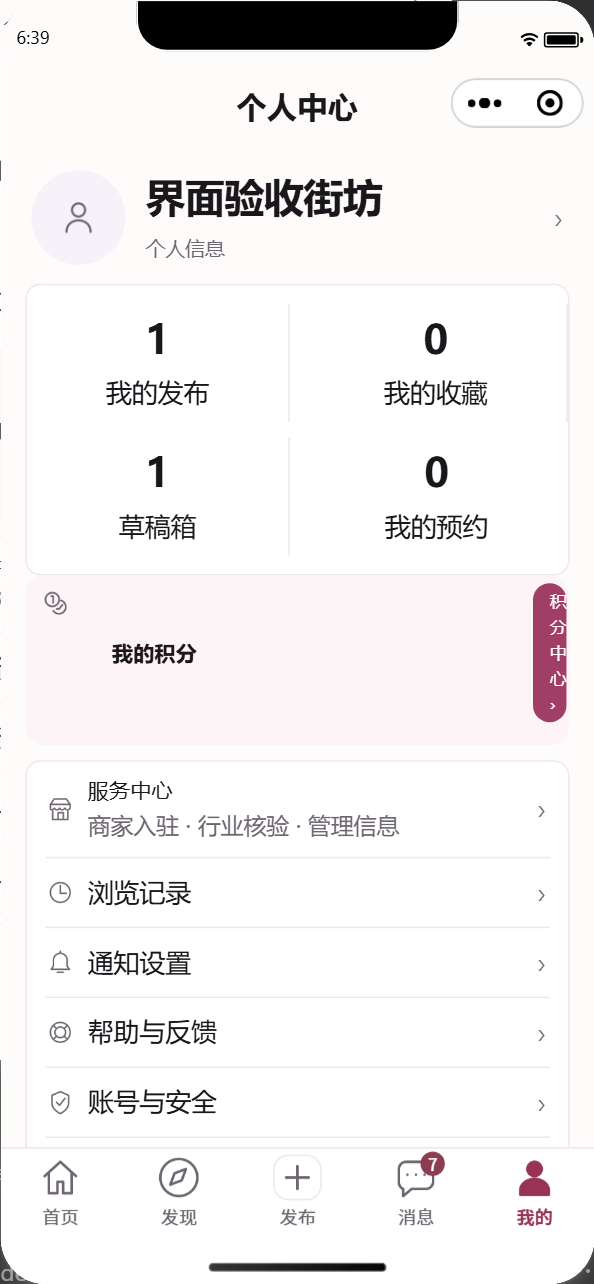 6:39
个人中心
界面验收街坊
个人信息
›
1
0
我的发布
我的收藏
1
0
草稿箱
我的预约
我的积分
积
分
中
心
›
服务中心
商家入驻 · 行业核验 · 管理信息
›
浏览记录
›
通知设置
›
帮助与反馈
›
账号与安全
›
7
首页
发现
发布
消息
我的